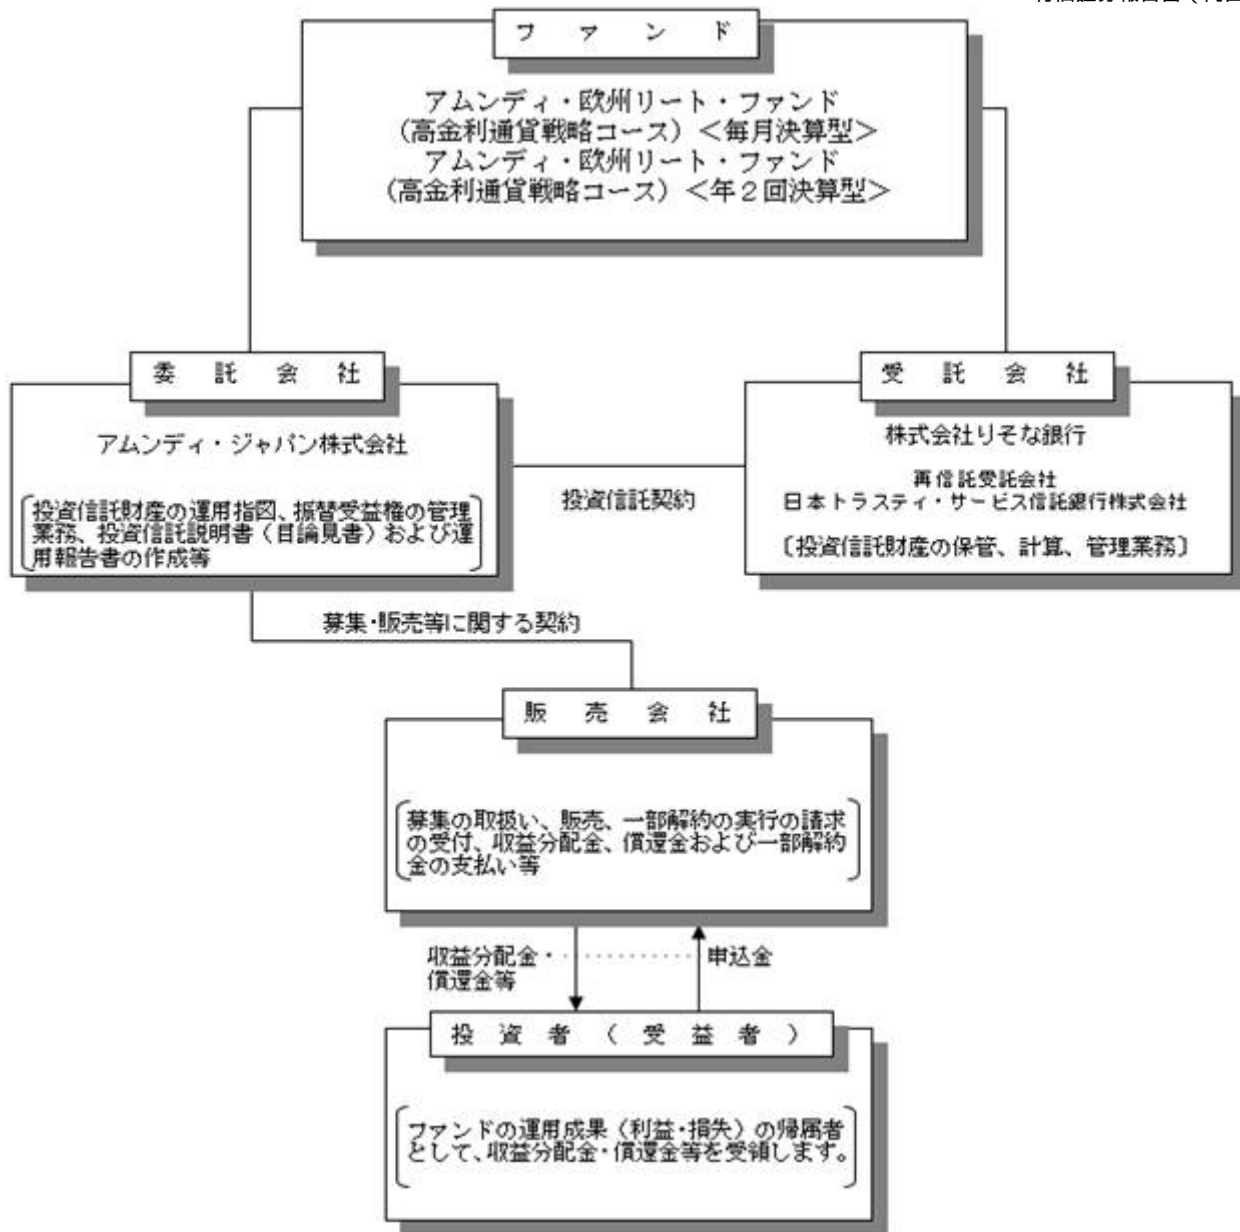 ファンド
アムンディ・欧州リート・ファンド
(高金利通貨戦略コース)＜毎月決算型＞
アムンディ・欧州リート・ファンド
(高金利通貨戦略コース)＜年２回決算型＞
委託会社
アムンディ・ジャパン株式会社
投資信託財産の運用指図、振替受益権の管理
業務、投資信託説明書（目論見書）および運
用報告書の作成等
投資信託契約
受託会社
株式会社りそな銀行
再信託受託会社
日本トラスティ・サービス信託銀行株式会社
〔投資信託財産の保管、計算、管理業務〕
募集・販売等に関する契約
販売会社
募集の取扱い、販売、一部解約の実行の請求
の受付、収益分配金、償還金および一部解約
金の支払い等
収益分配金・
償還金等
申込金
投資者（受益者）
ファンドの運用成果（利益・損失）の帰属者
として、収益分配金・償還金等を受領します。